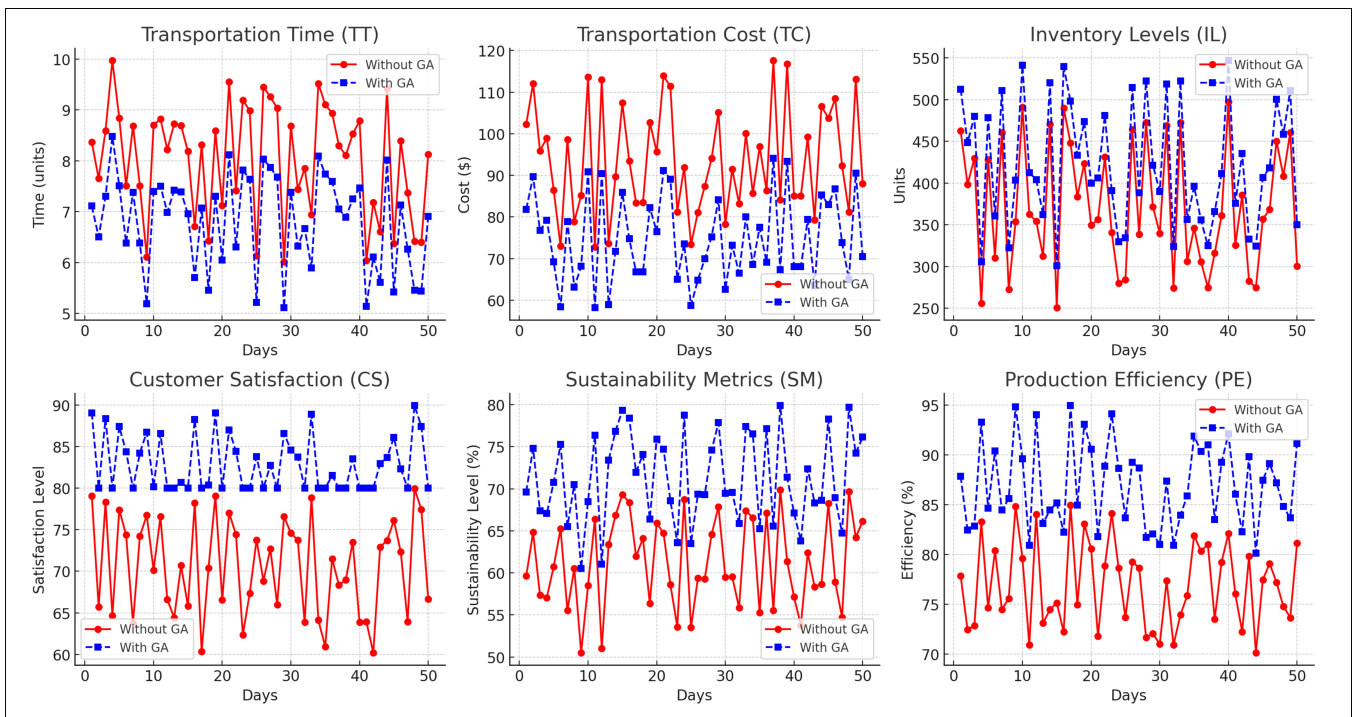 Transportation Time (TT)
Time (units)
10
9
8
7
6
5
0 10 20 30 40 50
Days
Without GA
With GA
Transportation Cost (TC)
Cost ($)
120
110
100
90
80
70
60
0 10 20 30 40 50
Days
Without GA
With GA
Inventory Levels (IL)
Units
550
500
450
400
350
300
250
0 10 20 30 40 50
Days
Without GA
With GA
Customer Satisfaction (CS)
Satisfaction Level
90
85
80
75
70
65
60
0 10 20 30 40 50
Days
Without GA
With GA
Sustainability Metrics (SM)
Sustainability Level (%)
80
75
70
65
60
55
50
0 10 20 30 40 50
Days
Without GA
With GA
Production Efficiency (PE)
Efficiency (%)
95
90
85
80
75
70
0 10 20 30 40 50
Days
Without GA
With GA